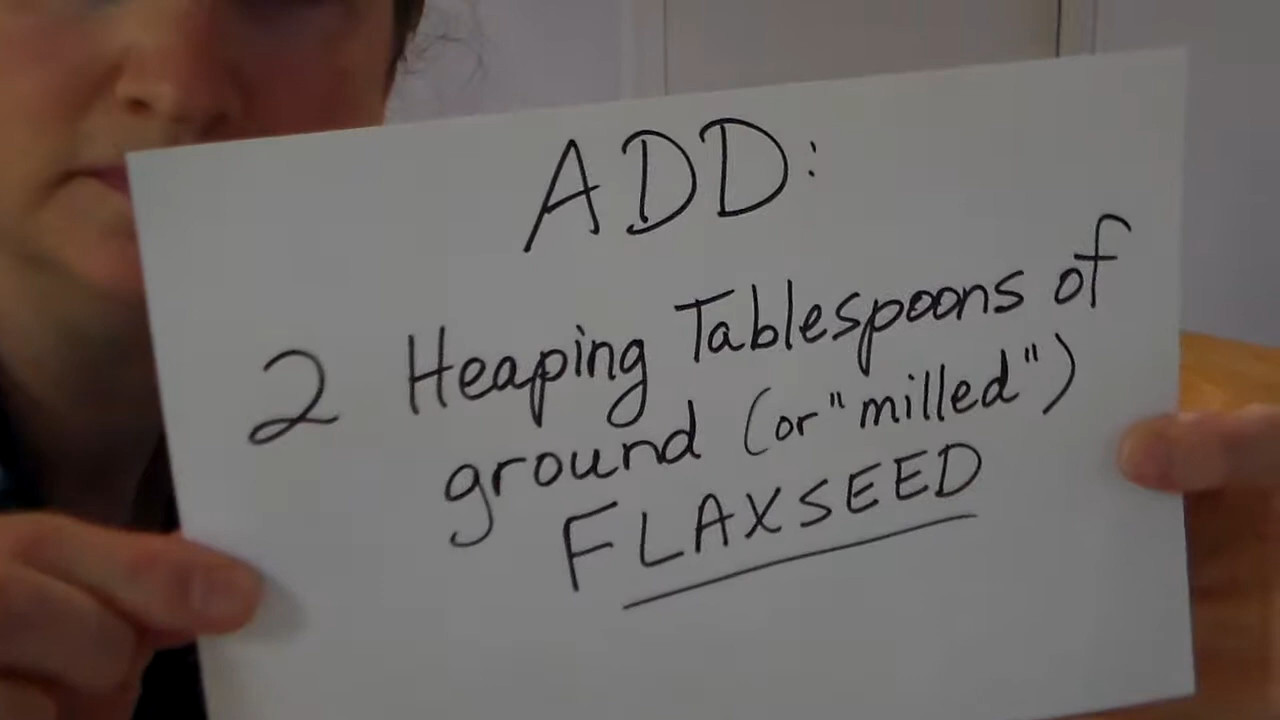 ADD:
2 Heaping Tablespoons of
ground (or "milled")
FLAXSEED